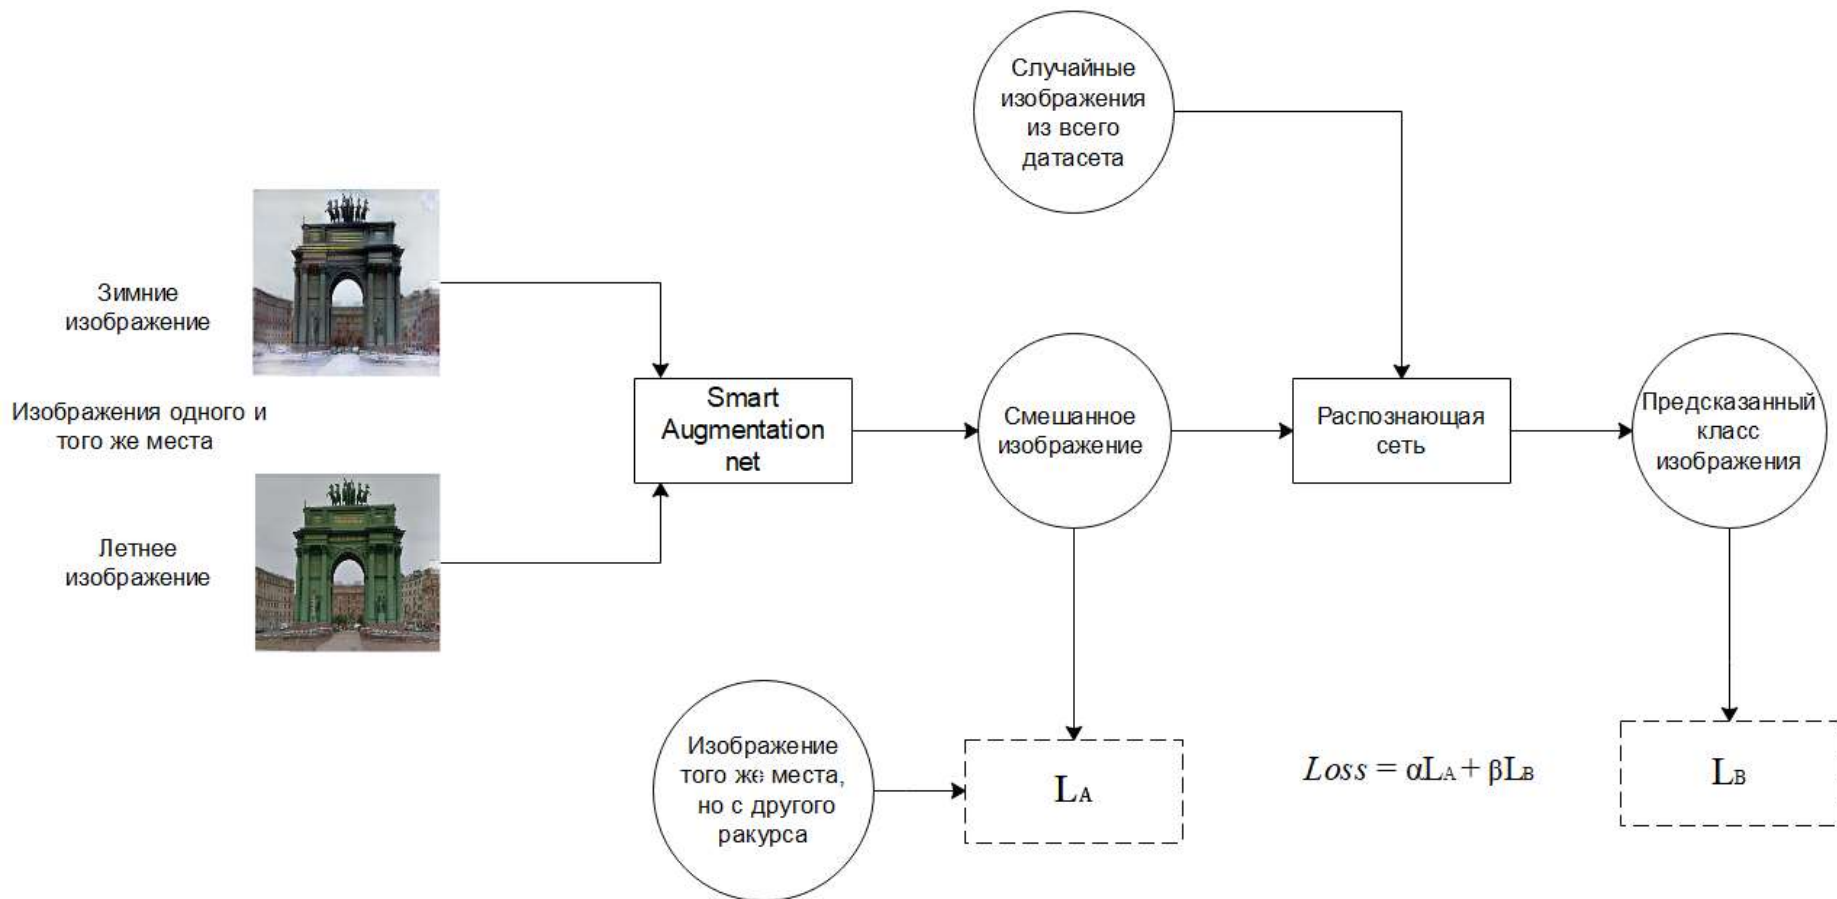 Случайные
изображения
из всего
датасета
Зимние
изображение
Изображения одного и
того же места
Летнее
изображение
Smart
Augmentation
net
Смешанное
изображение
Распознающая
сеть
Предсказанный
класс
изображения
Изображение
того же места,
но с другого
ракурса
LA
Loss = αLA + βLB
LB